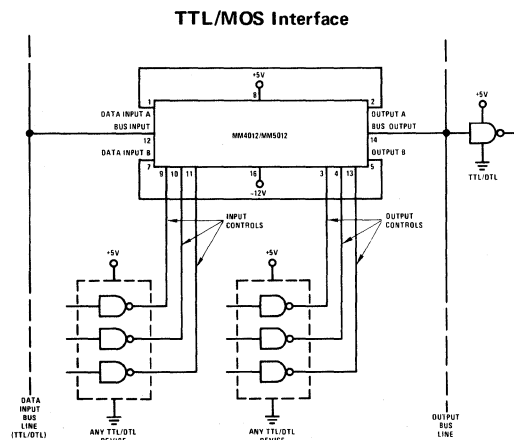 TTL/MOS Interface
+5V
8
1
2
DATA INPUT A
OUTPUT A
+5V
BUS INPUT
MM4012/MM5012
BUS OUTPUT
12
14
DATA INPUT B
OUTPUT B
7
9 10 11
16
3 4 13
5
-12V
TTL/DTL
INPUT
CONTROLS
OUTPUT
CONTROLS
+5V
+5V
DATA
INPUT
BUS
LINE
(TTL/DTL)
ANY TTL/DTL
DEVICE
ANY TTL/DTL
DEVICE
OUTPUT
BUS
LINE